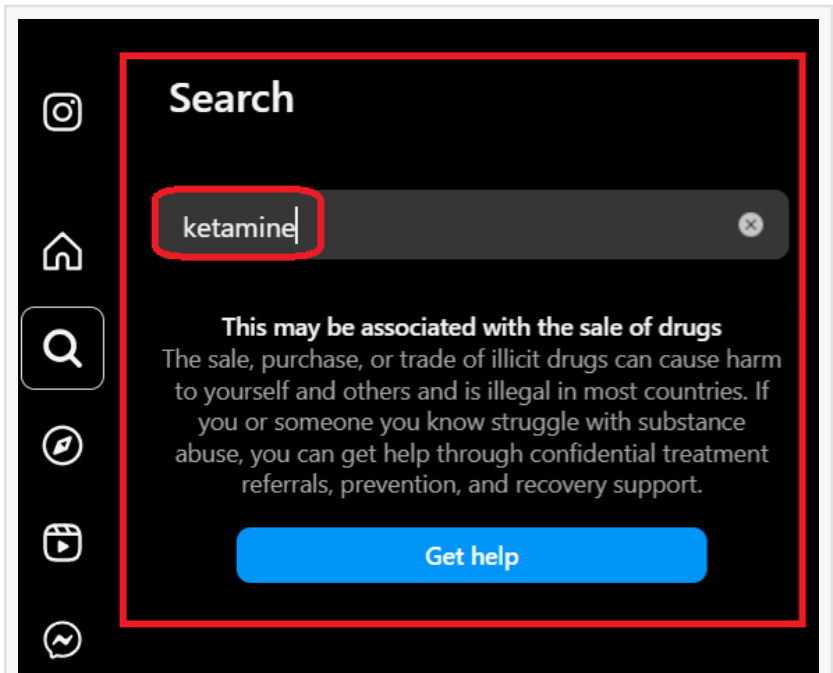 Search
ketamine
This may be associated with the sale of drugs
The sale, purchase, or trade of illicit drugs can cause harm
to yourself and others and is illegal in most countries. If
you or someone you know struggle with substance
abuse, you can get help through confidential treatment
referrals, prevention, and recovery support.
Get help